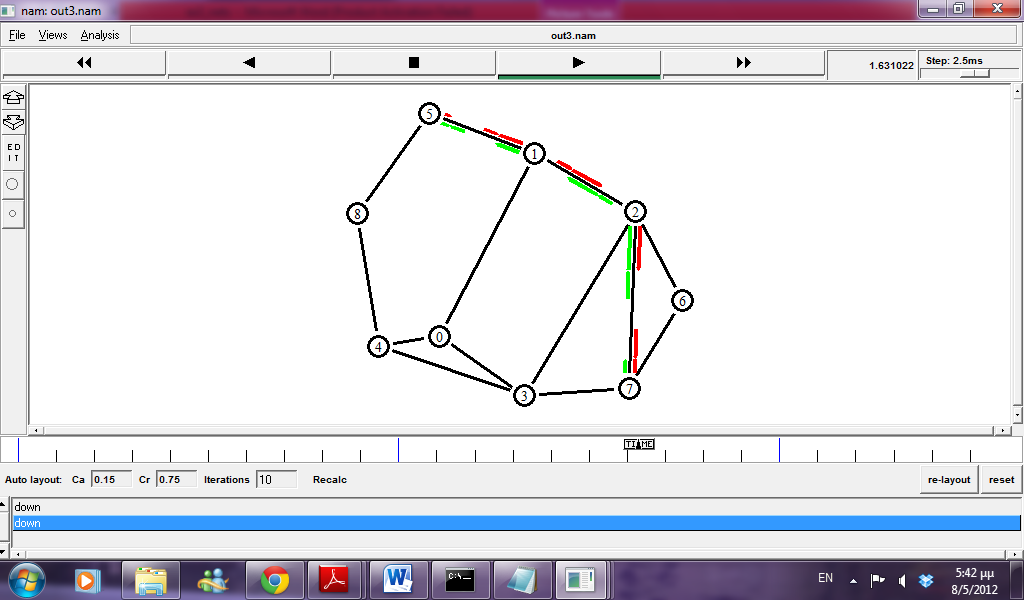 nam: out3.nam
File Views Analysis out3.nam
1.631022 Step: 2.5ms
ED
IT
5
1
8
2
6
0
4
7
3
TIME
Auto layout: Ca 0.15 Cr 0.75 Iterations 10 Recalc re-layout reset
down
down
EN 5:42 μμ
8/5/2012